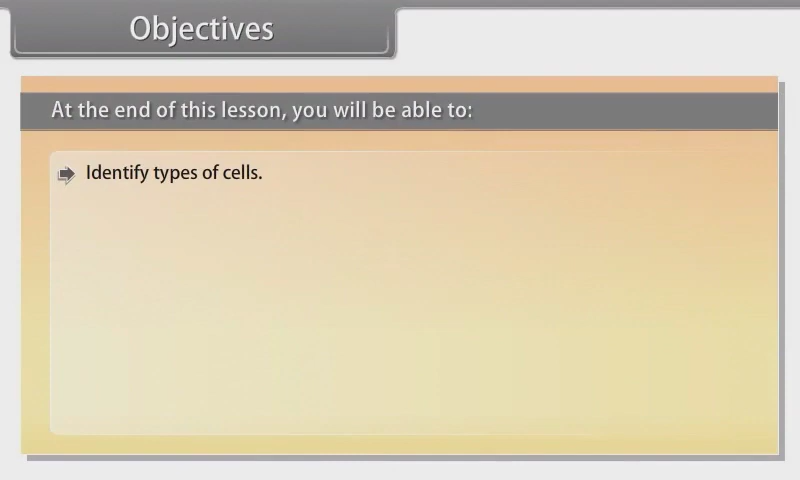 Objectives
At the end of this lesson, you will be able to:
Identify types of cells.